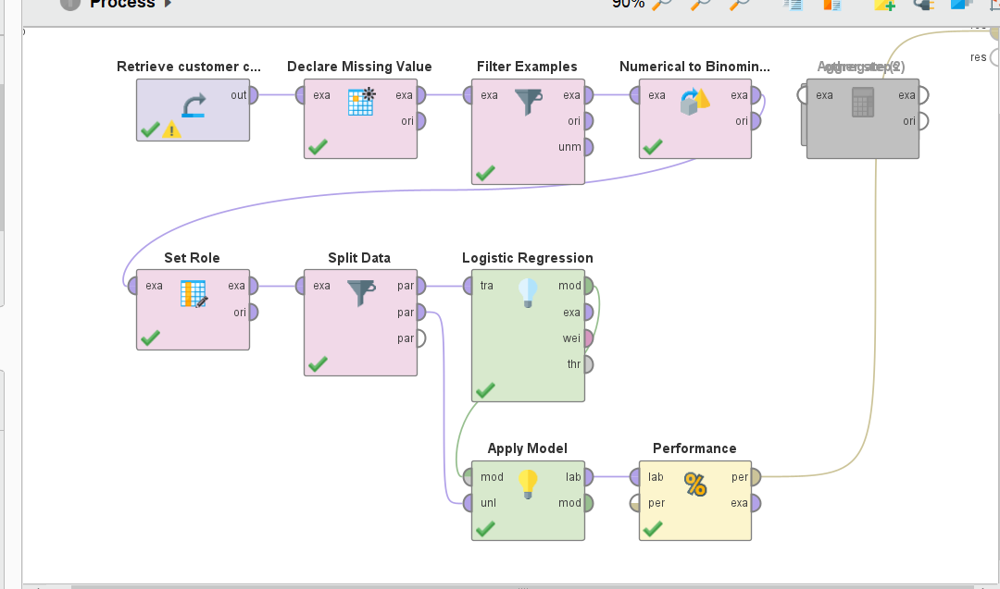 Process
90%
res
Retrieve customer c...
Declare Missing Value
Filter Examples
Numerical to Binomin...
out
exa
exa
ori
exa
exa
ori
unm
exa
exa
ori
exa
exa
ori
Set Role
Split Data
Logistic Regression
exa
exa
ori
exa
par
par
par
tra
mod
exa
wei
thr
Apply Model
Performance
mod
lab
unl
mod
lab
per
per
exa
%